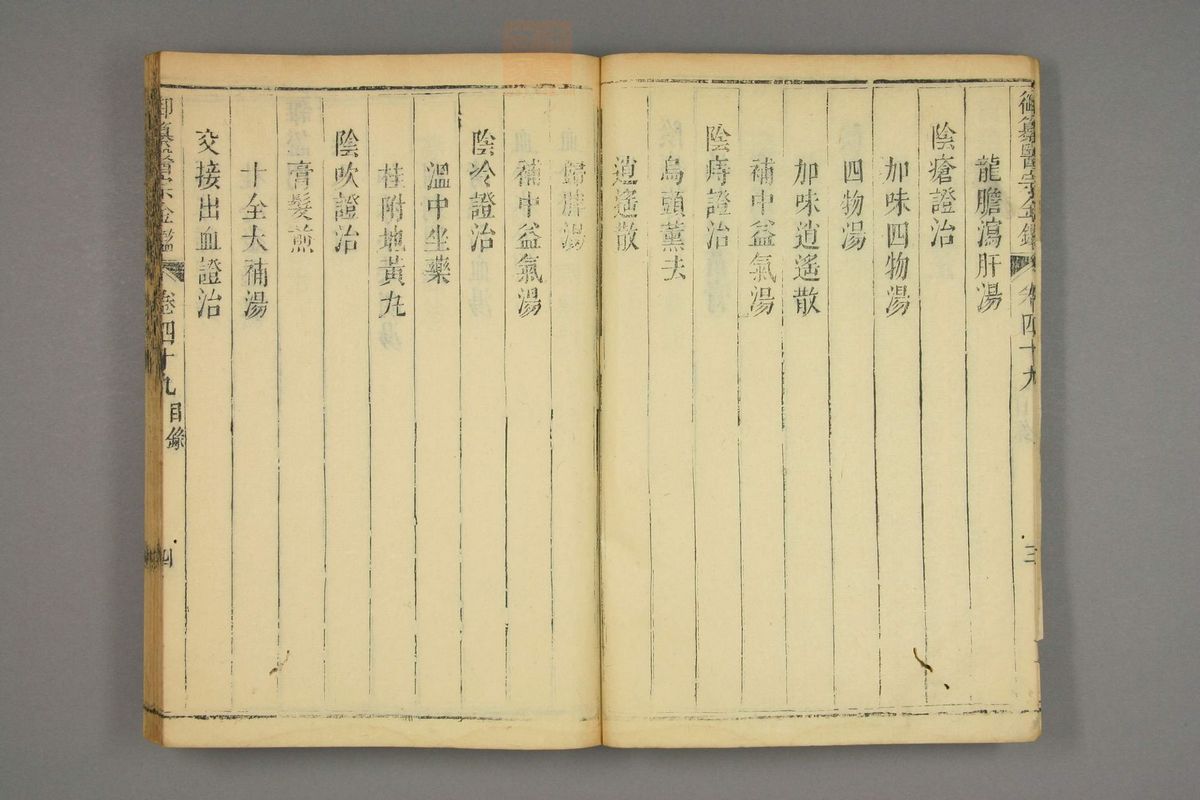 御纂醫宗金鑑 卷四十九 三
龍膽瀉肝湯
陰瘡證治
加味四物湯
四物湯
加味逍遙散
補中益氣湯
陰痔證治
烏頭薰法
逍遙散
歸脾湯
補中益氣湯
陰冷證治
溫中坐藥
桂附地黃丸
陰吹證治
膏髮煎
十全大補湯
交接出血證治
御纂醫宗金鑑 卷四十九 目錄 四